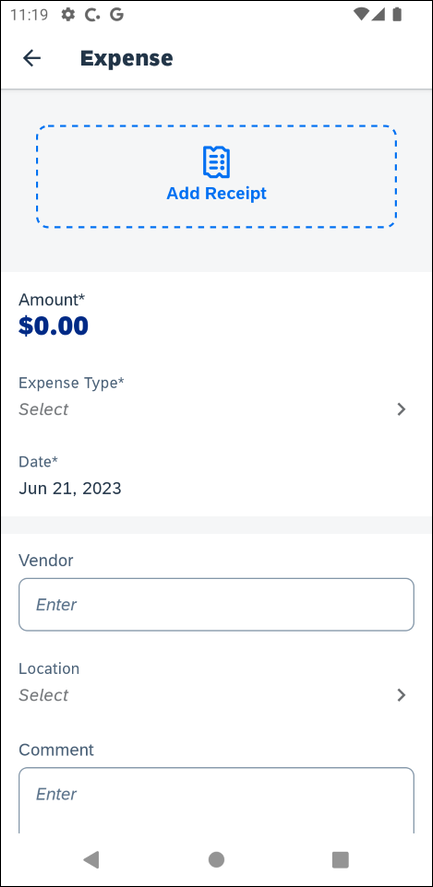 11:19
Expense
Add Receipt
Amount*
$0.00
Expense Type*
Select
Date*
Jun 21, 2023
Vendor
Enter
Location
Select
Comment
Enter